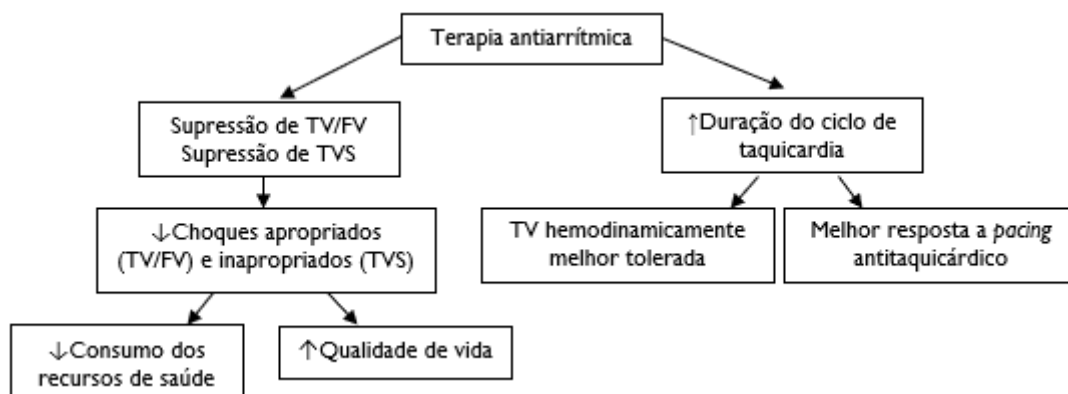 Terapia antiarrítmica
Supressão de TV/FV
Supressão de TVS
↑Duração do ciclo de
taquicardia
↓Choques apropriados
(TV/FV) e inapropriados (TVS)
TV hemodinamicamente
melhor tolerada
Melhor resposta a pacing
antitaquicárdico
↓Consumo dos
recursos de saúde
↑Qualidade de vida